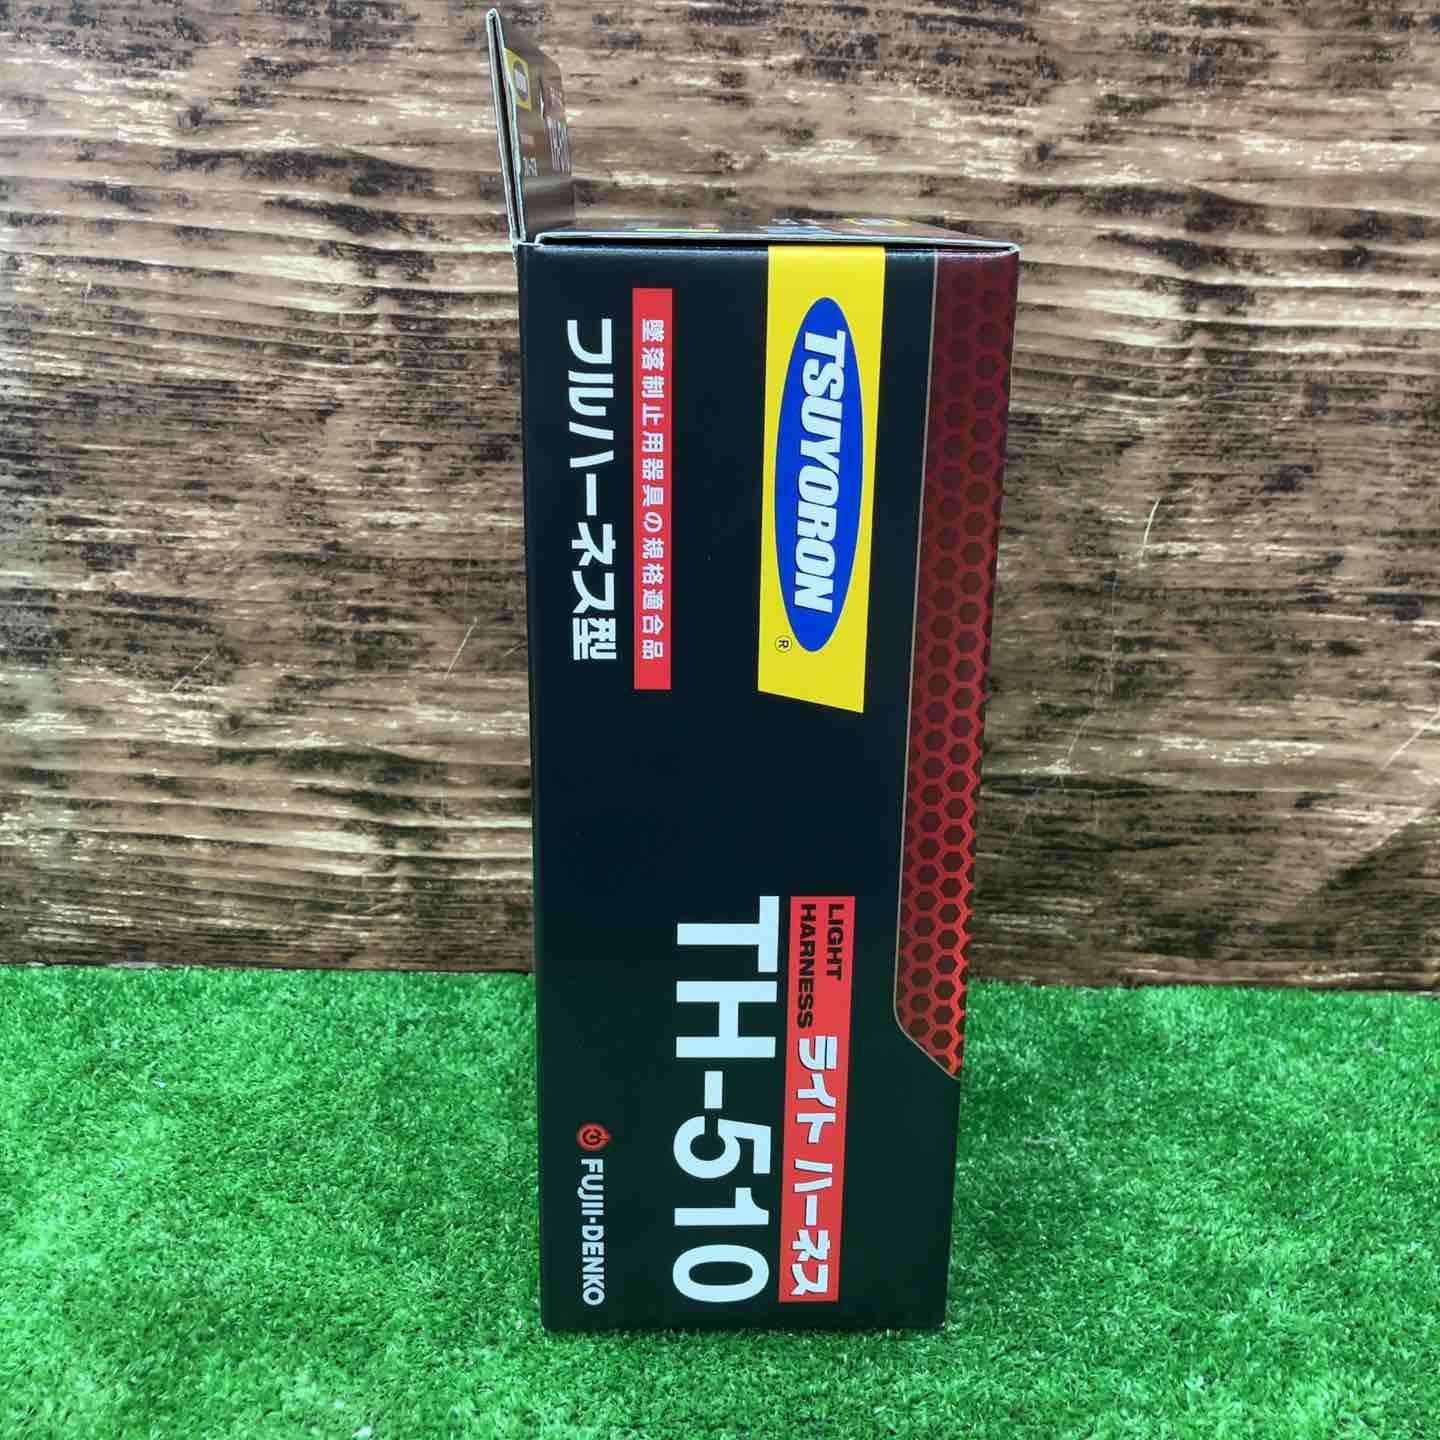 TSUYORON
®
墜落制止用器具の規格適合品
フルハーネス型
LIGHT
HARNESS
ライト ハーネス
TH-510
FUJII-DENKO